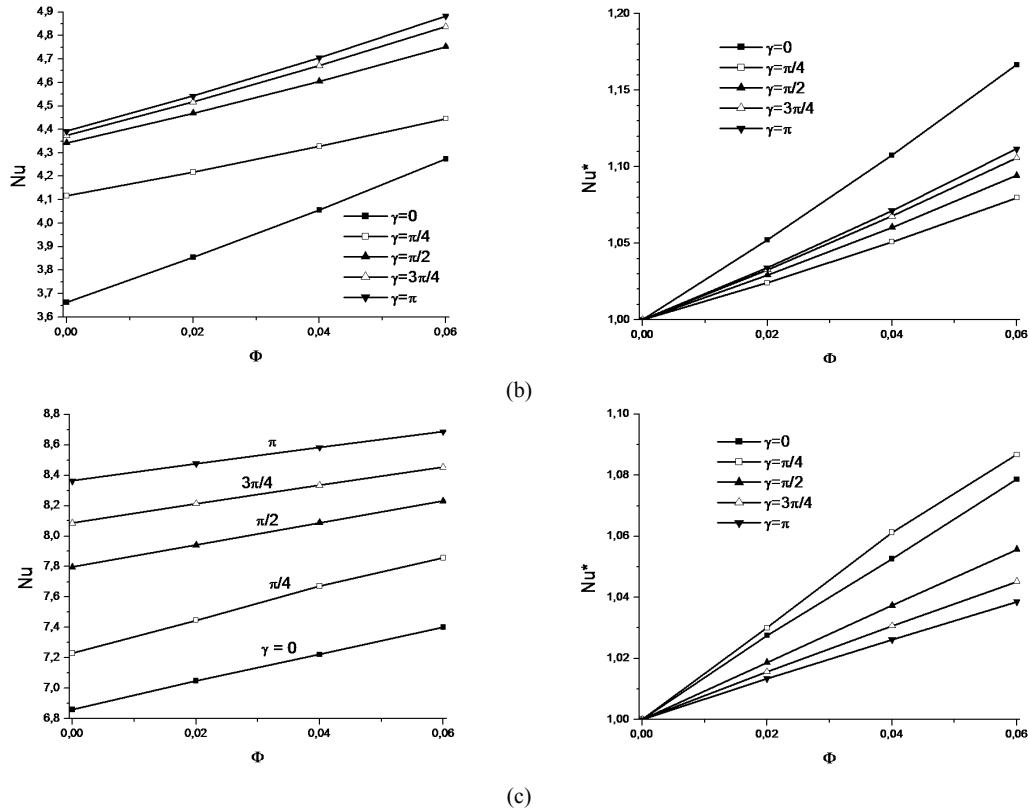 4,9
4,8
4,7
4,6
4,5
4,4
4,3
4,2
4,1
4,0
3,9
3,8
3,7
3,6
Nu
γ=0
γ=π/4
γ=π/2
γ=3π/4
γ=π
0,00 0,02 0,04 0,06
Φ
1,20
1,15
1,10
1,05
1,00
Nu*
γ=0
γ=π/4
γ=π/2
γ=3π/4
γ=π
0,00 0,02 0,04 0,06
Φ
(b)
8,8
8,6
8,4
8,2
8,0
7,8
7,6
7,4
7,2
7,0
6,8
Nu
π
3π/4
π/2
π/4
γ = 0
0,00 0,02 0,04 0,06
Φ
1,10
1,08
1,06
1,04
1,02
1,00
Nu*
γ=0
γ=π/4
γ=π/2
γ=3π/4
γ=π
0,00 0,02 0,04 0,06
Φ
(c)